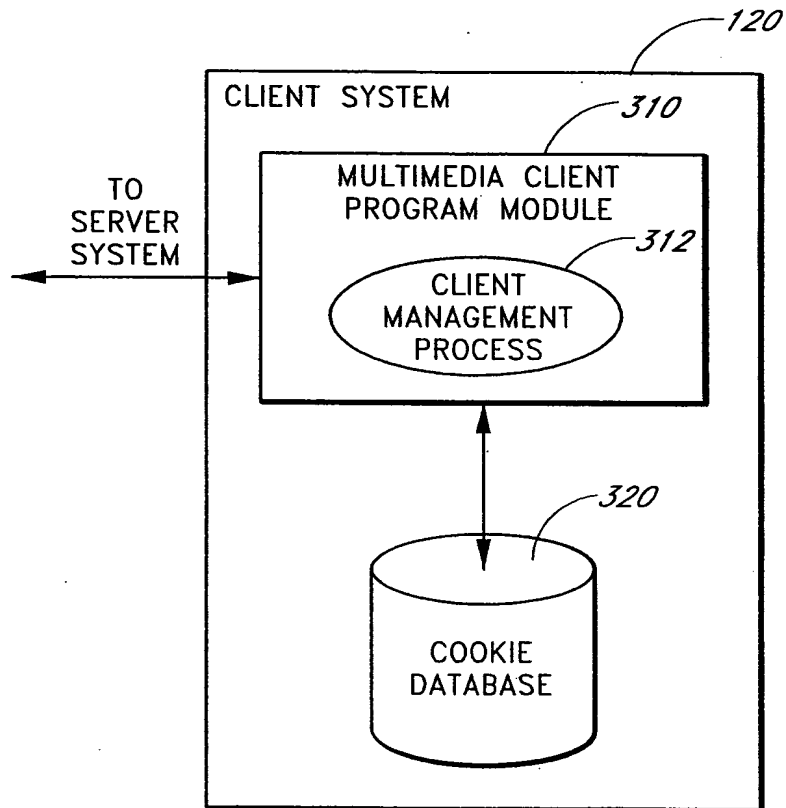 120
CLIENT SYSTEM
310
MULTIMEDIA CLIENT
PROGRAM MODULE
TO
SERVER
SYSTEM
312
CLIENT
MANAGEMENT
PROCESS
320
COOKIE
DATABASE